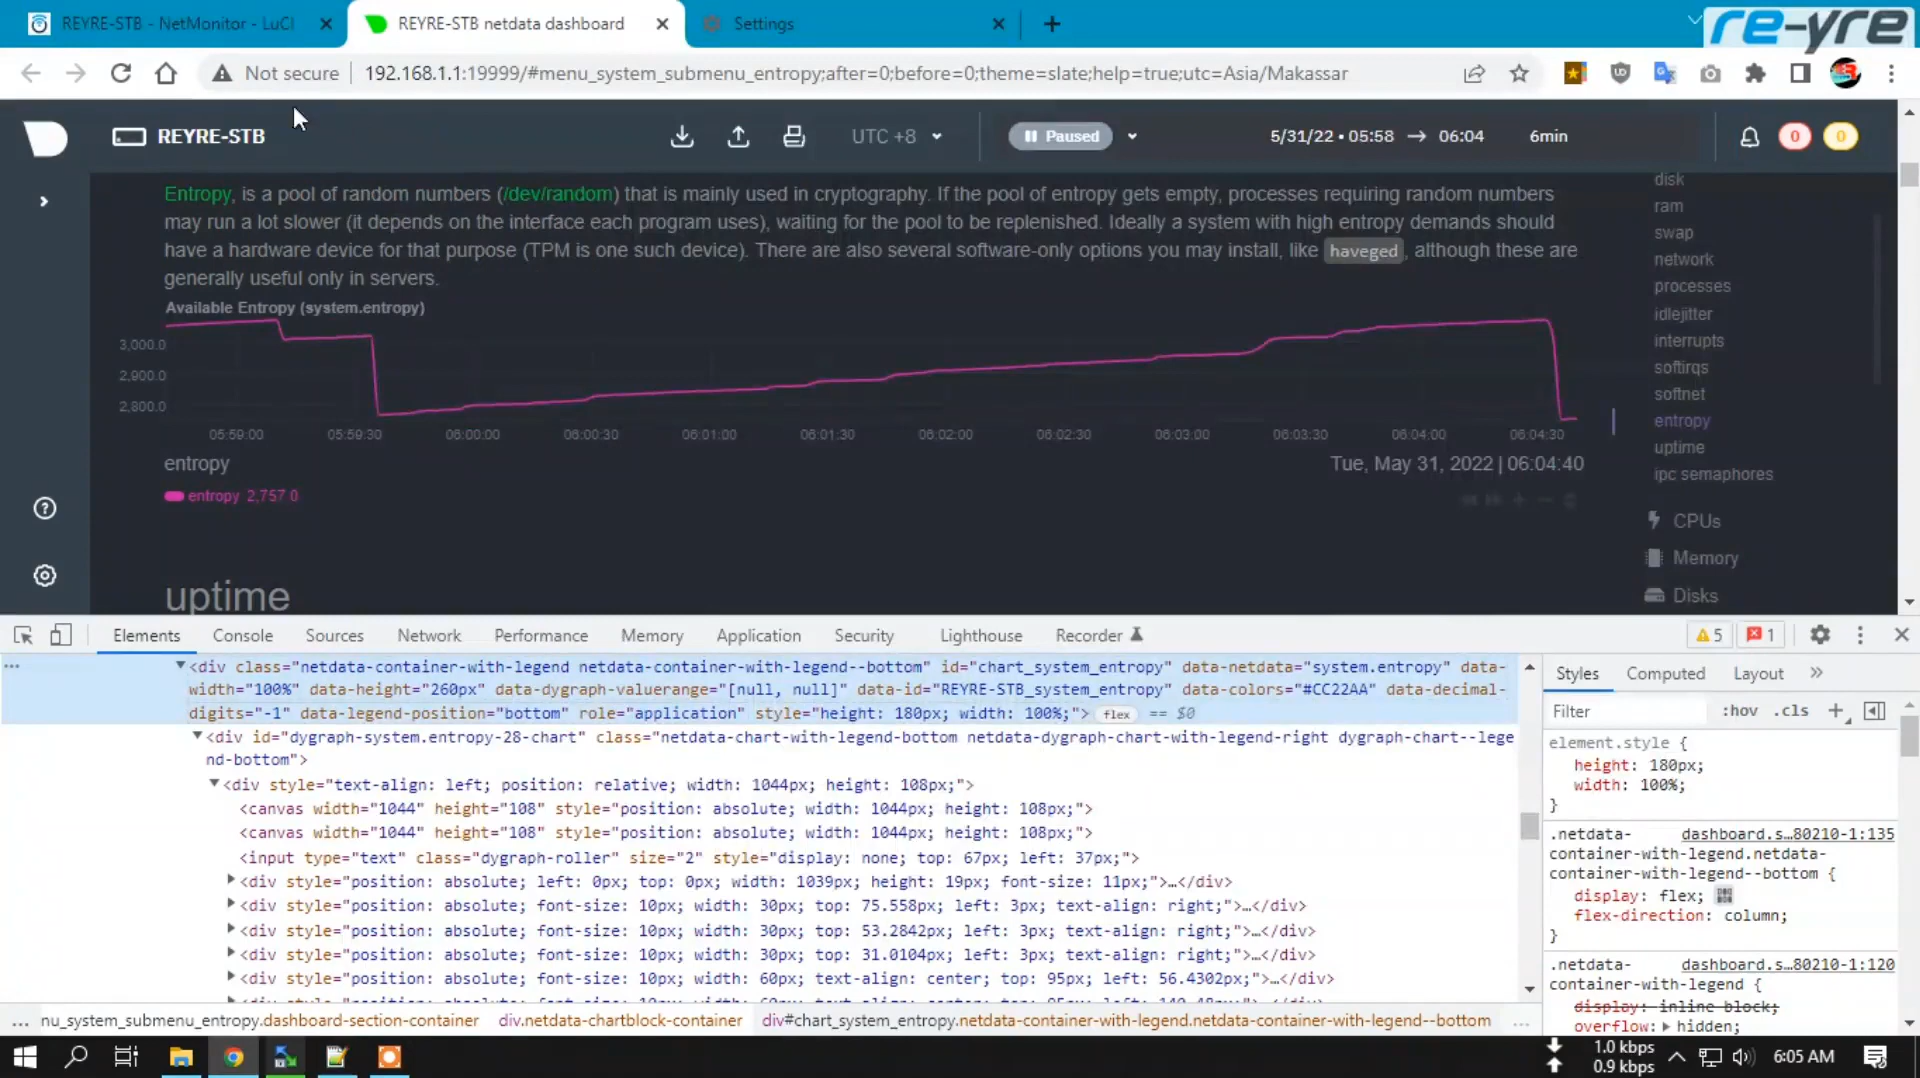 REYRE-STB - NetMonitor - LuCI
REYRE-STB netdata dashboard
Settings
re-yre
Not secure
192.168.1.1:19999/#menu_system_submenu_entropy;after=0;before=0;theme=slate;help=true;utc=Asia/Makassar
REYRE-STB
UTC +8
Paused
5/31/22 • 05:58 → 06:04
6min
0
0
Entropy, is a pool of random numbers (/dev/random) that is mainly used in cryptography. If the pool of entropy gets empty, processes requiring random numbers
may run a lot slower (it depends on the interface each program uses), waiting for the pool to be replenished. Ideally a system with high entropy demands should
have a hardware device for that purpose (TPM is one such device). There are also several software-only options you may install, like haveged, although these are
generally useful only in servers.
Available Entropy (system.entropy)
3,000.0
2,900.0
2,800.0
05:59:00 05:59:30 06:00:00 06:00:30 06:01:00 06:01:30 06:02:00 06:02:30 06:03:00 06:03:30 06:04:00 06:04:30
entropy
Tue, May 31, 2022 | 06:04:40
entropy 2,757.0
uptime
disk
ram
swap
network
processes
idlejitter
interrupts
softirqs
softnet
entropy
uptime
ipc semaphores
CPUs
Memory
Disks
Elements Console Sources Network Performance Memory Application Security Lighthouse Recorder
5
1
<div class="netdata-container-with-legend netdata-container-with-legend--bottom" id="chart_system_entropy" data-netdata="system.entropy" data-
width="100%" data-height="260px" data-dygraph-valuerange="[null, null]" data-id="REYRE-STB_system_entropy" data-colors="#CC22AA" data-decimal-
digits="-1" data-legend-position="bottom" role="application" style="height: 180px; width: 100%;"> flex == $0
<div id="dygraph-system.entropy-28-chart" class="netdata-chart-with-legend-bottom netdata-dygraph-chart-with-legend-right dygraph-chart--lege
nd-bottom">
<div style="text-align: left; position: relative; width: 1044px; height: 108px;">
<canvas width="1044" height="108" style="position: absolute; width: 1044px; height: 108px;">
<canvas width="1044" height="108" style="position: absolute; width: 1044px; height: 108px;">
<input type="text" class="dygraph-roller" size="2" style="display: none; top: 67px; left: 37px;">
<div style="position: absolute; left: 0px; top: 0px; width: 1039px; height: 19px; font-size: 11px;">…</div>
<div style="position: absolute; font-size: 10px; width: 30px; top: 75.558px; left: 3px; text-align: right;">…</div>
<div style="position: absolute; font-size: 10px; width: 30px; top: 53.2842px; left: 3px; text-align: right;">…</div>
<div style="position: absolute; font-size: 10px; width: 30px; top: 31.0104px; left: 3px; text-align: right;">…</div>
<div style="position: absolute; font-size: 10px; width: 60px; text-align: center; top: 95px; left: 56.4302px;">…</div>
... nu_system_submenu_entropy.dashboard-section-container div.netdata-chartblock-container div#chart_system_entropy.netdata-container-with-legend.netdata-container-with-legend--bottom ...
Styles Computed Layout »
Filter :hov .cls +
element.style {
height: 180px;
width: 100%;
}
.netdata- dashboard.s…80210-1:135
container-with-legend.netdata-
container-with-legend--bottom {
display: flex;
flex-direction: column;
}
.netdata- dashboard.s…80210-1:120
container-with-legend {
display: inline-block;
overflow: hidden;
1.0 kbps
0.9 kbps
6:05 AM